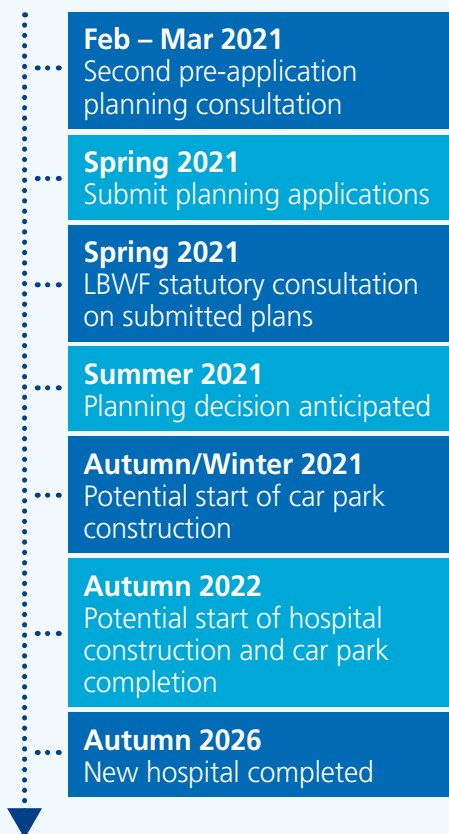 Feb – Mar 2021
Second pre-application
planning consultation
Spring 2021
Submit planning applications
Spring 2021
LBWF statutory consultation
on submitted plans
Summer 2021
Planning decision anticipated
Autumn/Winter 2021
Potential start of car park
construction
Autumn 2022
Potential start of hospital
construction and car park
completion
Autumn 2026
New hospital completed